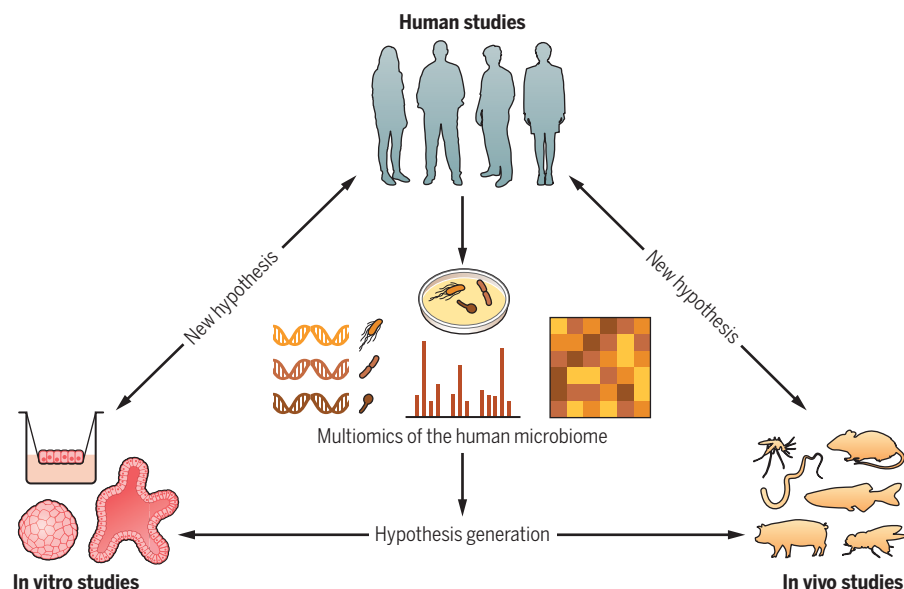 Human studies
New hypothesis
New hypothesis
Multiomics of the human microbiome
Hypothesis generation
In vitro studies
In vivo studies